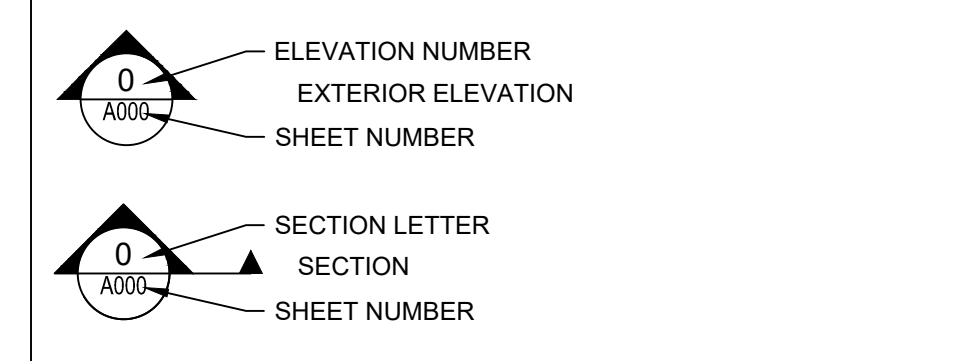 ELEVATION NUMBER
0
EXTERIOR ELEVATION
A000
SHEET NUMBER
SECTION LETTER
0
SECTION
A000
SHEET NUMBER